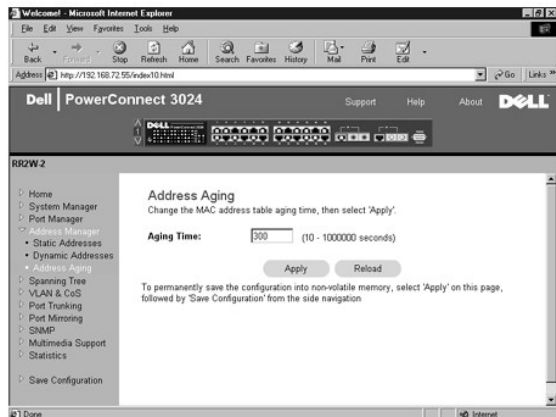 Welcome! - Microsoft Internet Explorer
File Edit View Favorites Tools Help
Back Forward Stop Refresh Home Search Favorites History Mail Print Edit
Address http://192.168.72.55/index10.html Go Links »
Dell PowerConnect 3024 Support Help About DELL
DELL
RR2W-2
Home
System Manager
Port Manager
Address Manager
• Static Addresses
• Dynamic Addresses
• Address Aging
Spanning Tree
VLAN & CoS
Port Trunking
Port Mirroring
SNMP
Multimedia Support
Statistics
Save Configuration
Address Aging
Change the MAC address table aging time, then select 'Apply'.
Aging Time: 300 (10 - 1000000 seconds)
Apply Reload
To permanently save the configuration into non-volatile memory, select 'Apply' on this page,
followed by 'Save Configuration' from the side navigation
Done Internet